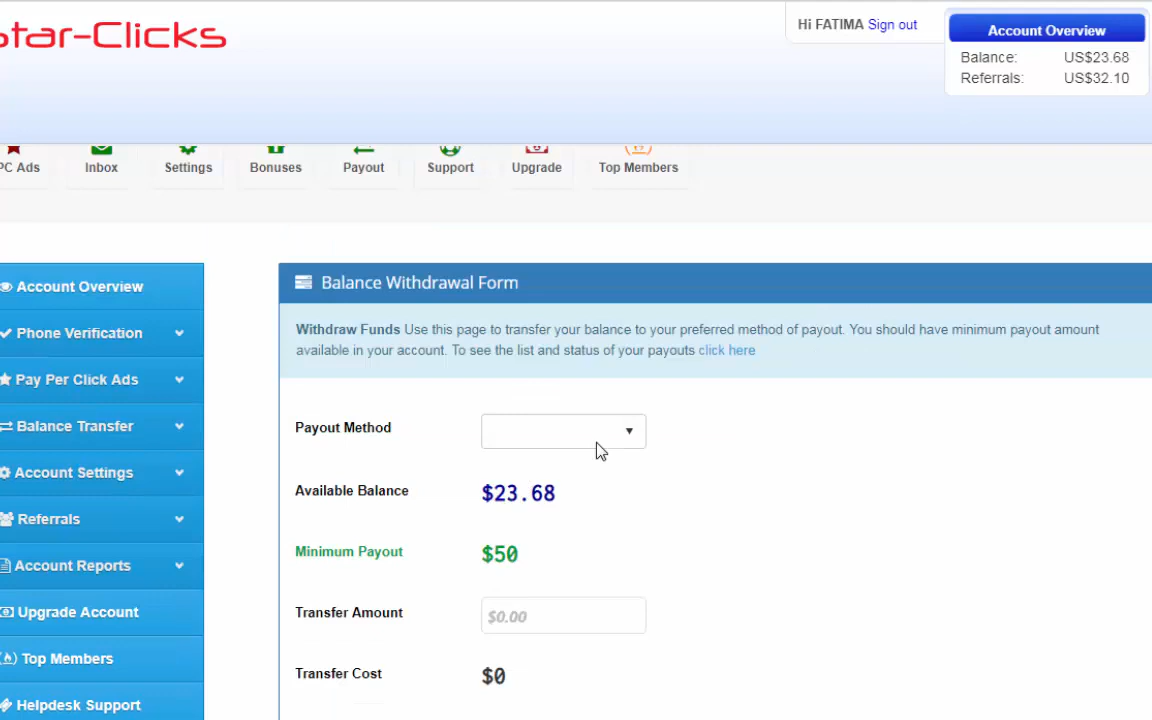 Star-Clicks
Hi FATIMA Sign out
Account Overview
Balance: US$23.68
Referrals: US$32.10
PC Ads
Inbox
Settings
Bonuses
Payout
Support
Upgrade
Top Members
Account Overview
Phone Verification
Pay Per Click Ads
Balance Transfer
Account Settings
Referrals
Account Reports
Upgrade Account
Top Members
Helpdesk Support
Balance Withdrawal Form
Withdraw Funds Use this page to transfer your balance to your preferred method of payout. You should have minimum payout amount
available in your account. To see the list and status of your payouts click here
Payout Method
Available Balance $23.68
Minimum Payout $50
Transfer Amount $0.00
Transfer Cost $0